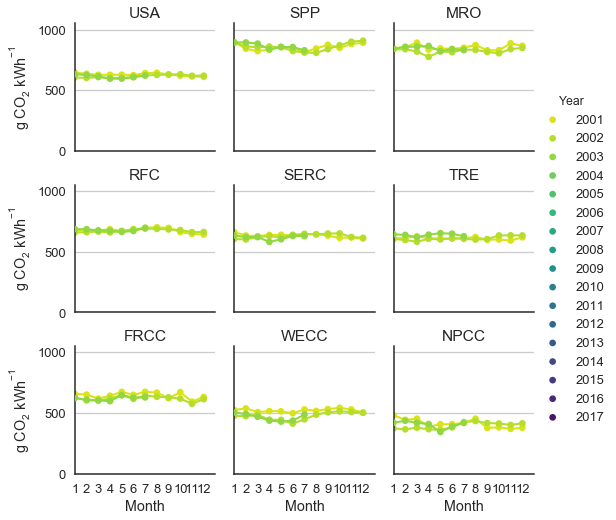 USA SPP MRO
1000
g CO₂ kWh⁻¹
500
0
RFC SERC TRE
1000
g CO₂ kWh⁻¹
500
0
FRCC WECC NPCC
1000
g CO₂ kWh⁻¹
500
0
1 2 3 4 5 6 7 8 9 10 11 12 1 2 3 4 5 6 7 8 9 10 11 12 1 2 3 4 5 6 7 8 9 10 11 12
Month Month Month
Year
2001
2002
2003
2004
2005
2006
2007
2008
2009
2010
2011
2012
2013
2014
2015
2016
2017